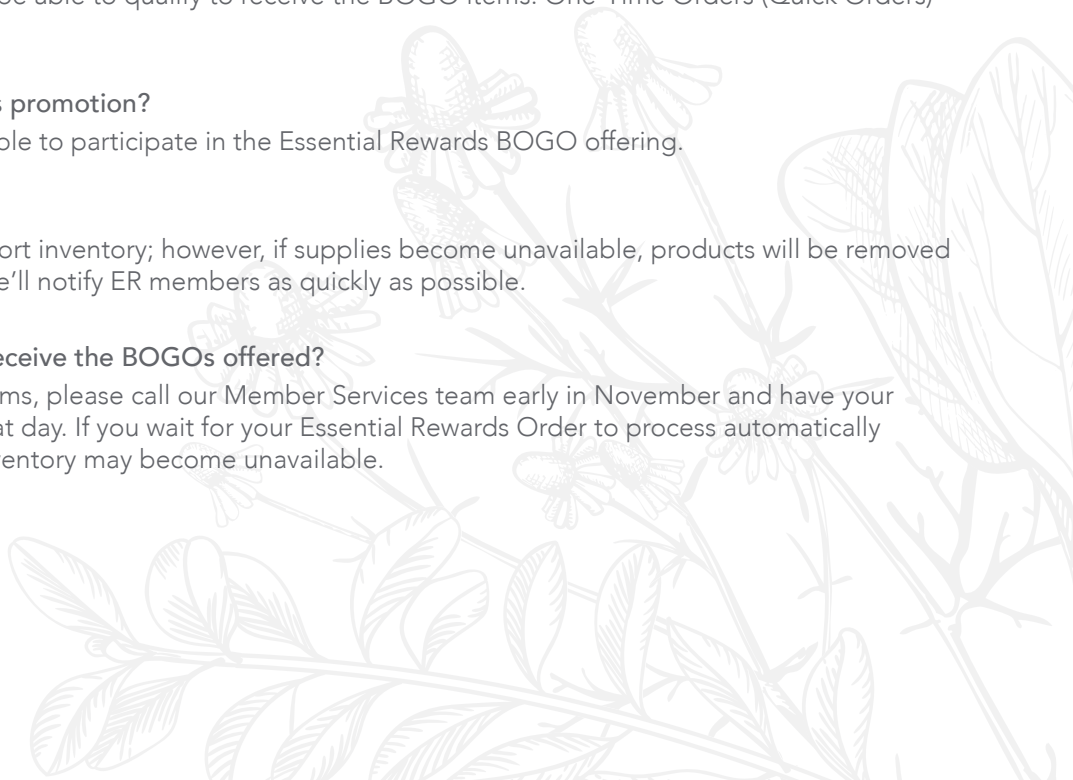 be able to qualify to receive the BOGO items. One-Time Orders (Quick Orders)
s promotion?
ble to participate in the Essential Rewards BOGO offering.
ort inventory; however, if supplies become unavailable, products will be removed
e’ll notify ER members as quickly as possible.
eceive the BOGOs offered?
ms, please call our Member Services team early in November and have your
at day. If you wait for your Essential Rewards Order to process automatically
ventory may become unavailable.